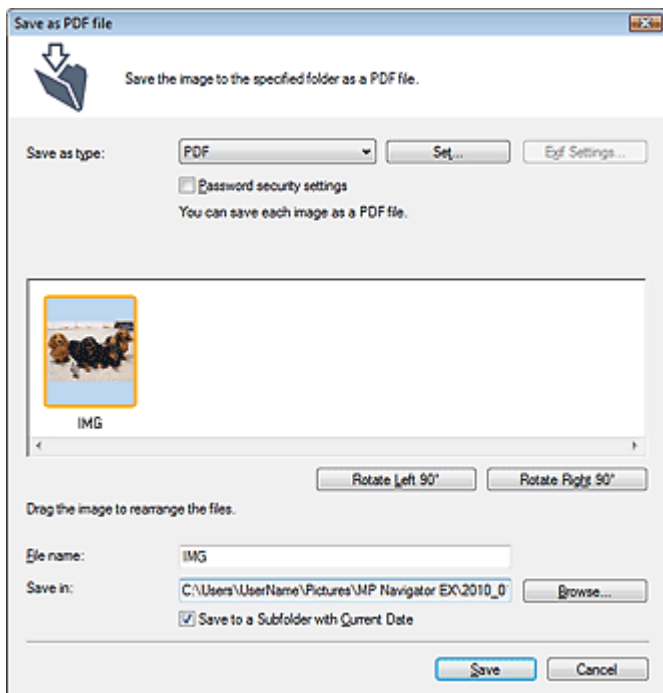 Save as PDF file
Save the image to the specified folder as a PDF file.
Save as type: PDF Set... Exif Settings...
Password security settings
You can save each image as a PDF file.
IMG
Rotate Left 90° Rotate Right 90°
Drag the image to rearrange the files.
File name: IMG
Save in: C:\Users\UserName\Pictures\MP Navigator EX\2010_0 Browse...
Save to a Subfolder with Current Date
Save Cancel